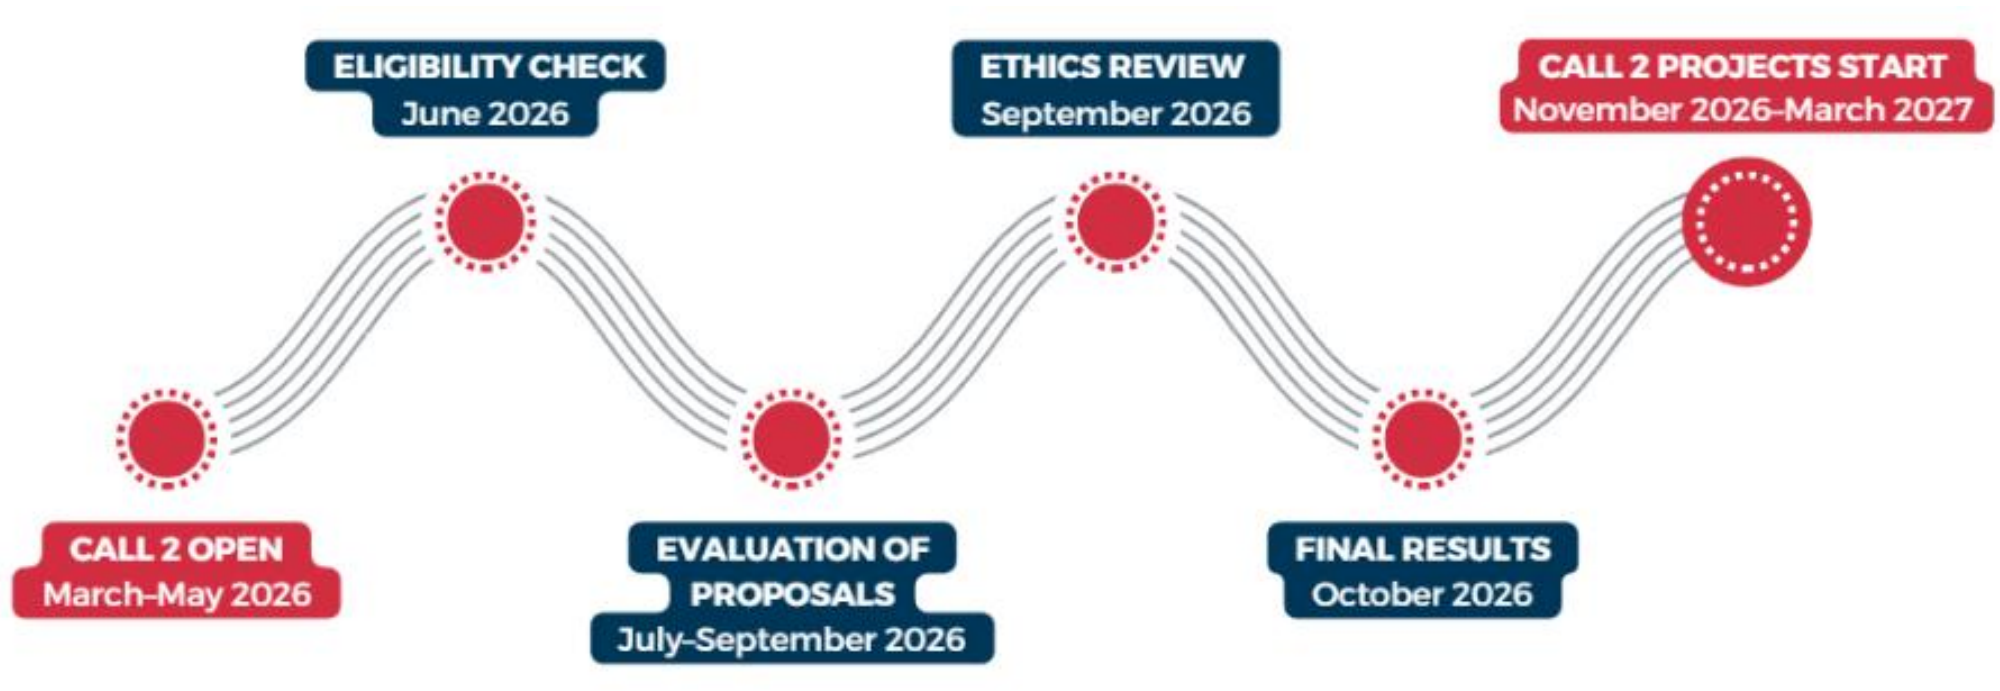 CALL 2 OPEN
March–May 2026
ELIGIBILITY CHECK
June 2026
EVALUATION OF
PROPOSALS
July–September 2026
ETHICS REVIEW
September 2026
FINAL RESULTS
October 2026
CALL 2 PROJECTS START
November 2026–March 2027